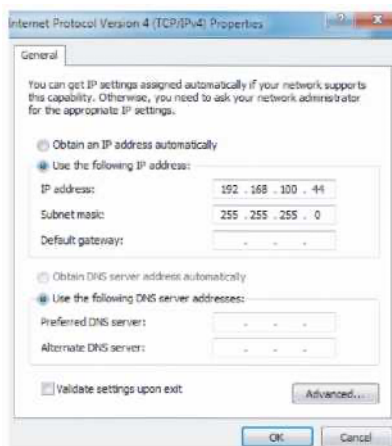 Internet Protocol Version 4 (TCP/IPv4) Properties
General
You can get IP settings assigned automatically if your network supports
this capability. Otherwise, you need to ask your network administrator
for the appropriate IP settings.
Obtain an IP address automatically
Use the following IP address:
IP address: 192 . 168 . 100 . 44
Subnet mask: 255 . 255 . 255 . 0
Default gateway: . . .
Obtain DNS server address automatically
Use the following DNS server addresses:
Preferred DNS server: . . .
Alternate DNS server: . . .
Validate settings upon exit
Advanced...
OK Cancel